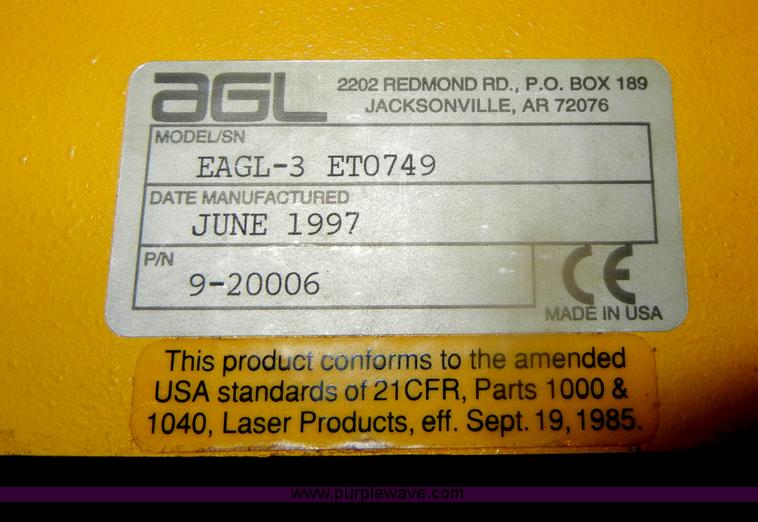 AGL 2202 REDMOND RD., P.O. BOX 189
JACKSONVILLE, AR 72076
MODEL/SN
EAGL-3 ET0749
DATE MANUFACTURED
JUNE 1997
P/N
9-20006
CE
MADE IN USA
This product conforms to the amended
USA standards of 21CFR, Parts 1000 &
1040, Laser Products, eff. Sept. 19, 1985.
www.purplewave.com